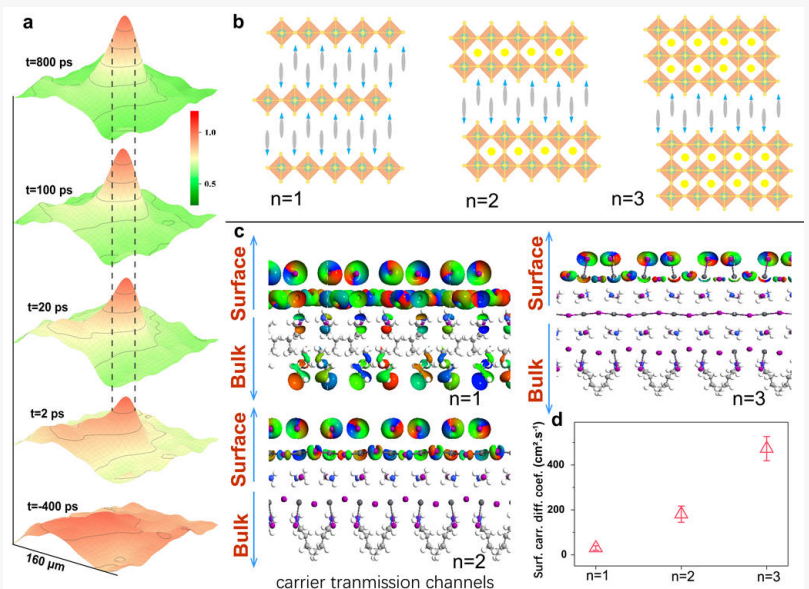 a
t=800 ps
1.0
0.5
t=100 ps
t=20 ps
t=2 ps
t=-400 ps
160 μm
b
n=1
n=2
n=3
c
Surface
Bulk
n=1
Surface
Bulk
n=2
Surface
Bulk
n=3
carrier tranmission channels
d
Surf. carr. diff. coef. (cm².s⁻¹)
400
200
0
n=1
n=2
n=3